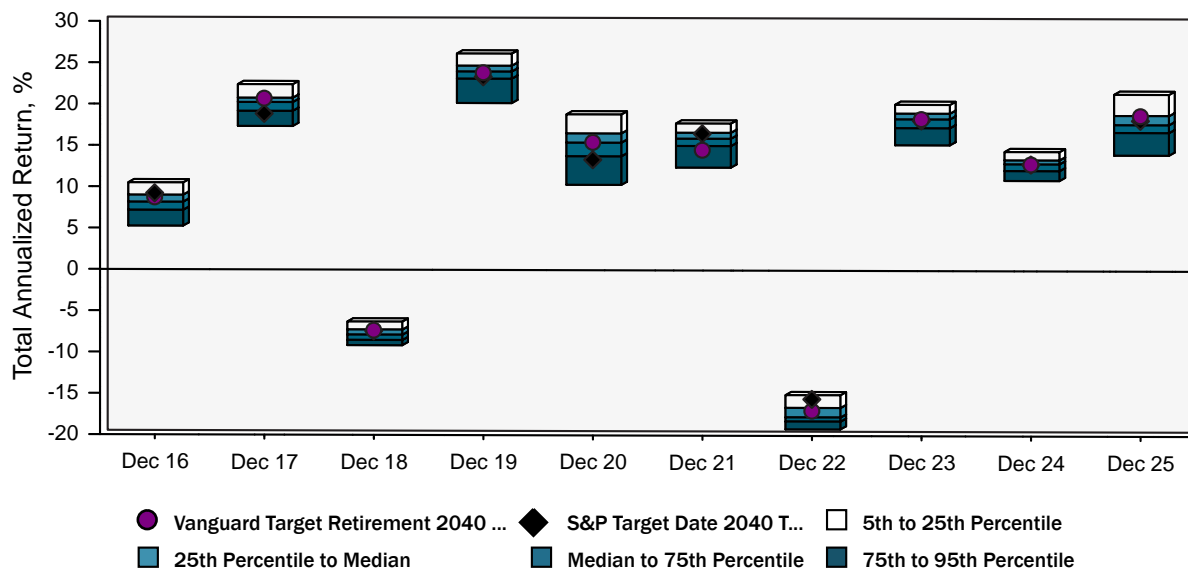 Total Annualized Return, %
30
25
20
15
10
5
0
-5
-10
-15
-20
Dec 16 Dec 17 Dec 18 Dec 19 Dec 20 Dec 21 Dec 22 Dec 23 Dec 24 Dec 25
Vanguard Target Retirement 2040 ... S&P Target Date 2040 T... 5th to 25th Percentile
25th Percentile to Median Median to 75th Percentile 75th to 95th Percentile